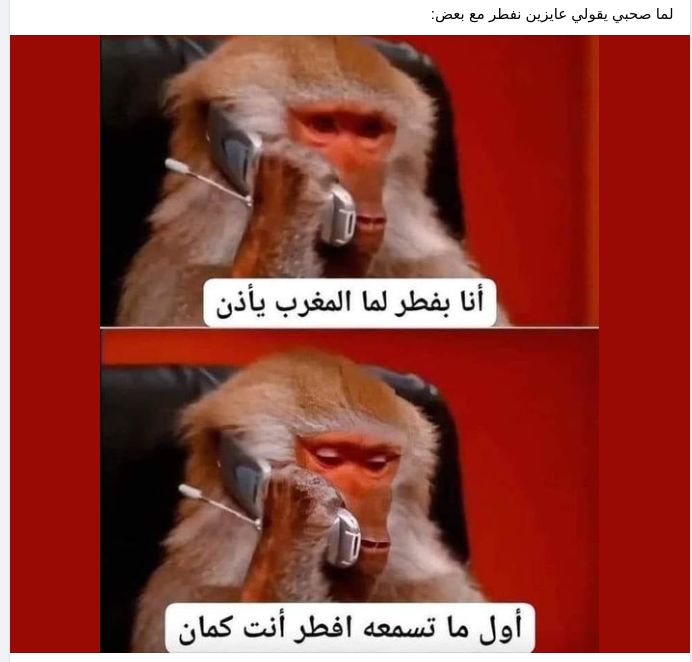 لما صحبي يقولي عايزين نفطر مع بعض:
أنا بفطر لما المغرب يأذن
أول ما تسمعه افطر أنت كمان